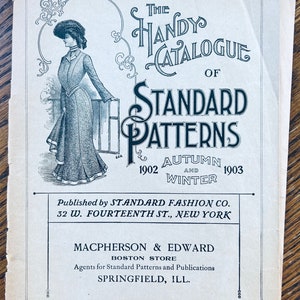 THE
HANDY
CATALOGUE
OF
STANDARD
PATTERNS
AUTUMN
1902 AND 1903
WINTER
Published by STANDARD FASHION CO.
32 W. FOURTEENTH ST., NEW YORK
MACPHERSON & EDWARD
BOSTON STORE
Agents for Standard Patterns and Publications
SPRINGFIELD, ILL.